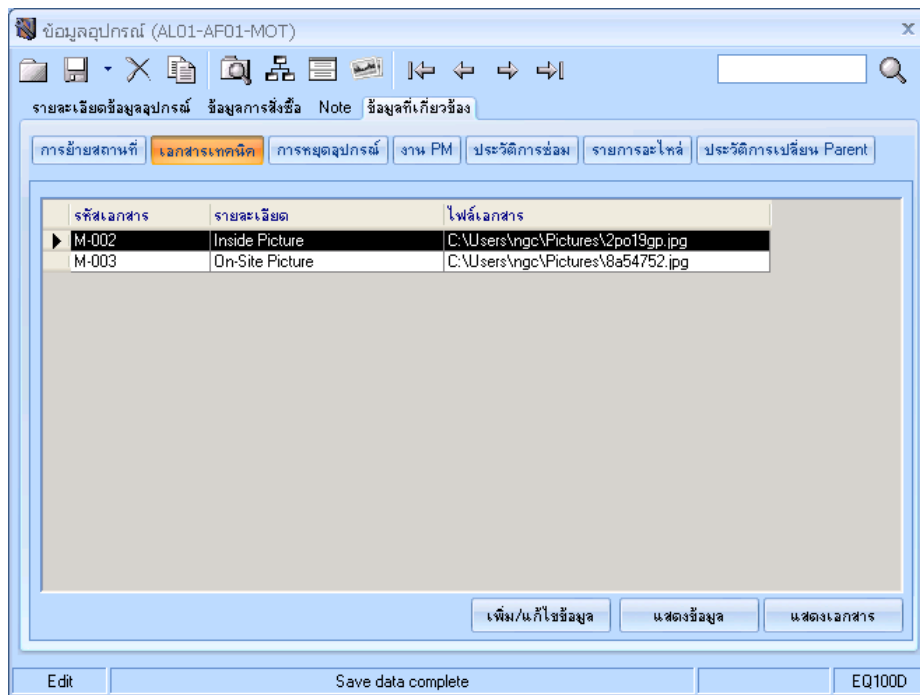 ข้อมูลอุปกรณ์ (AL01-AF01-MOT)
รายละเอียดข้อมูลอุปกรณ์ ข้อมูลการสั่งซื้อ Note ข้อมูลที่เกี่ยวข้อง
การย้ายสถานที่ เอกสารเทคนิค การหยุดอุปกรณ์ งาน PM ประวัติการซ่อม รายการอะไหล่ ประวัติการเปลี่ยน Parent
รหัสเอกสาร รายละเอียด ไฟล์เอกสาร
M-002 Inside Picture C:\Users\ngc\Pictures\2po19gp.jpg
M-003 On-Site Picture C:\Users\ngc\Pictures\8a54752.jpg
เพิ่ม/แก้ไขข้อมูล แสดงข้อมูล แสดงเอกสาร
Edit Save data complete EQ100D